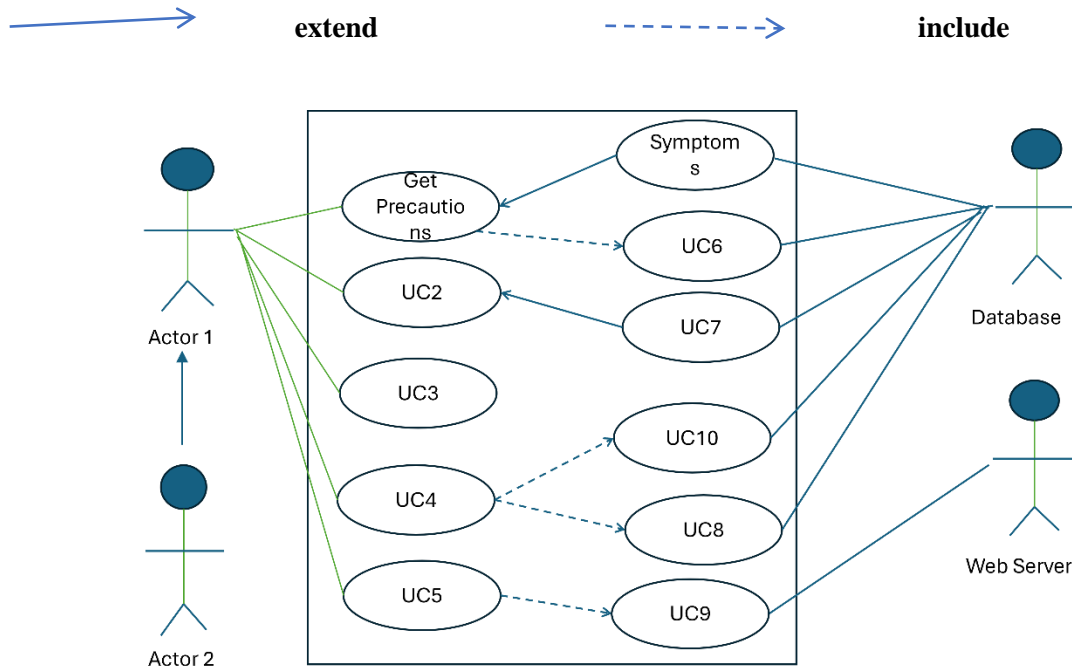 extend
include
Symptom
s
Get
Precautio
ns
UC6
UC2
UC7
Actor 1
Database
UC3
UC10
UC4
UC8
Web Server
UC5
UC9
Actor 2